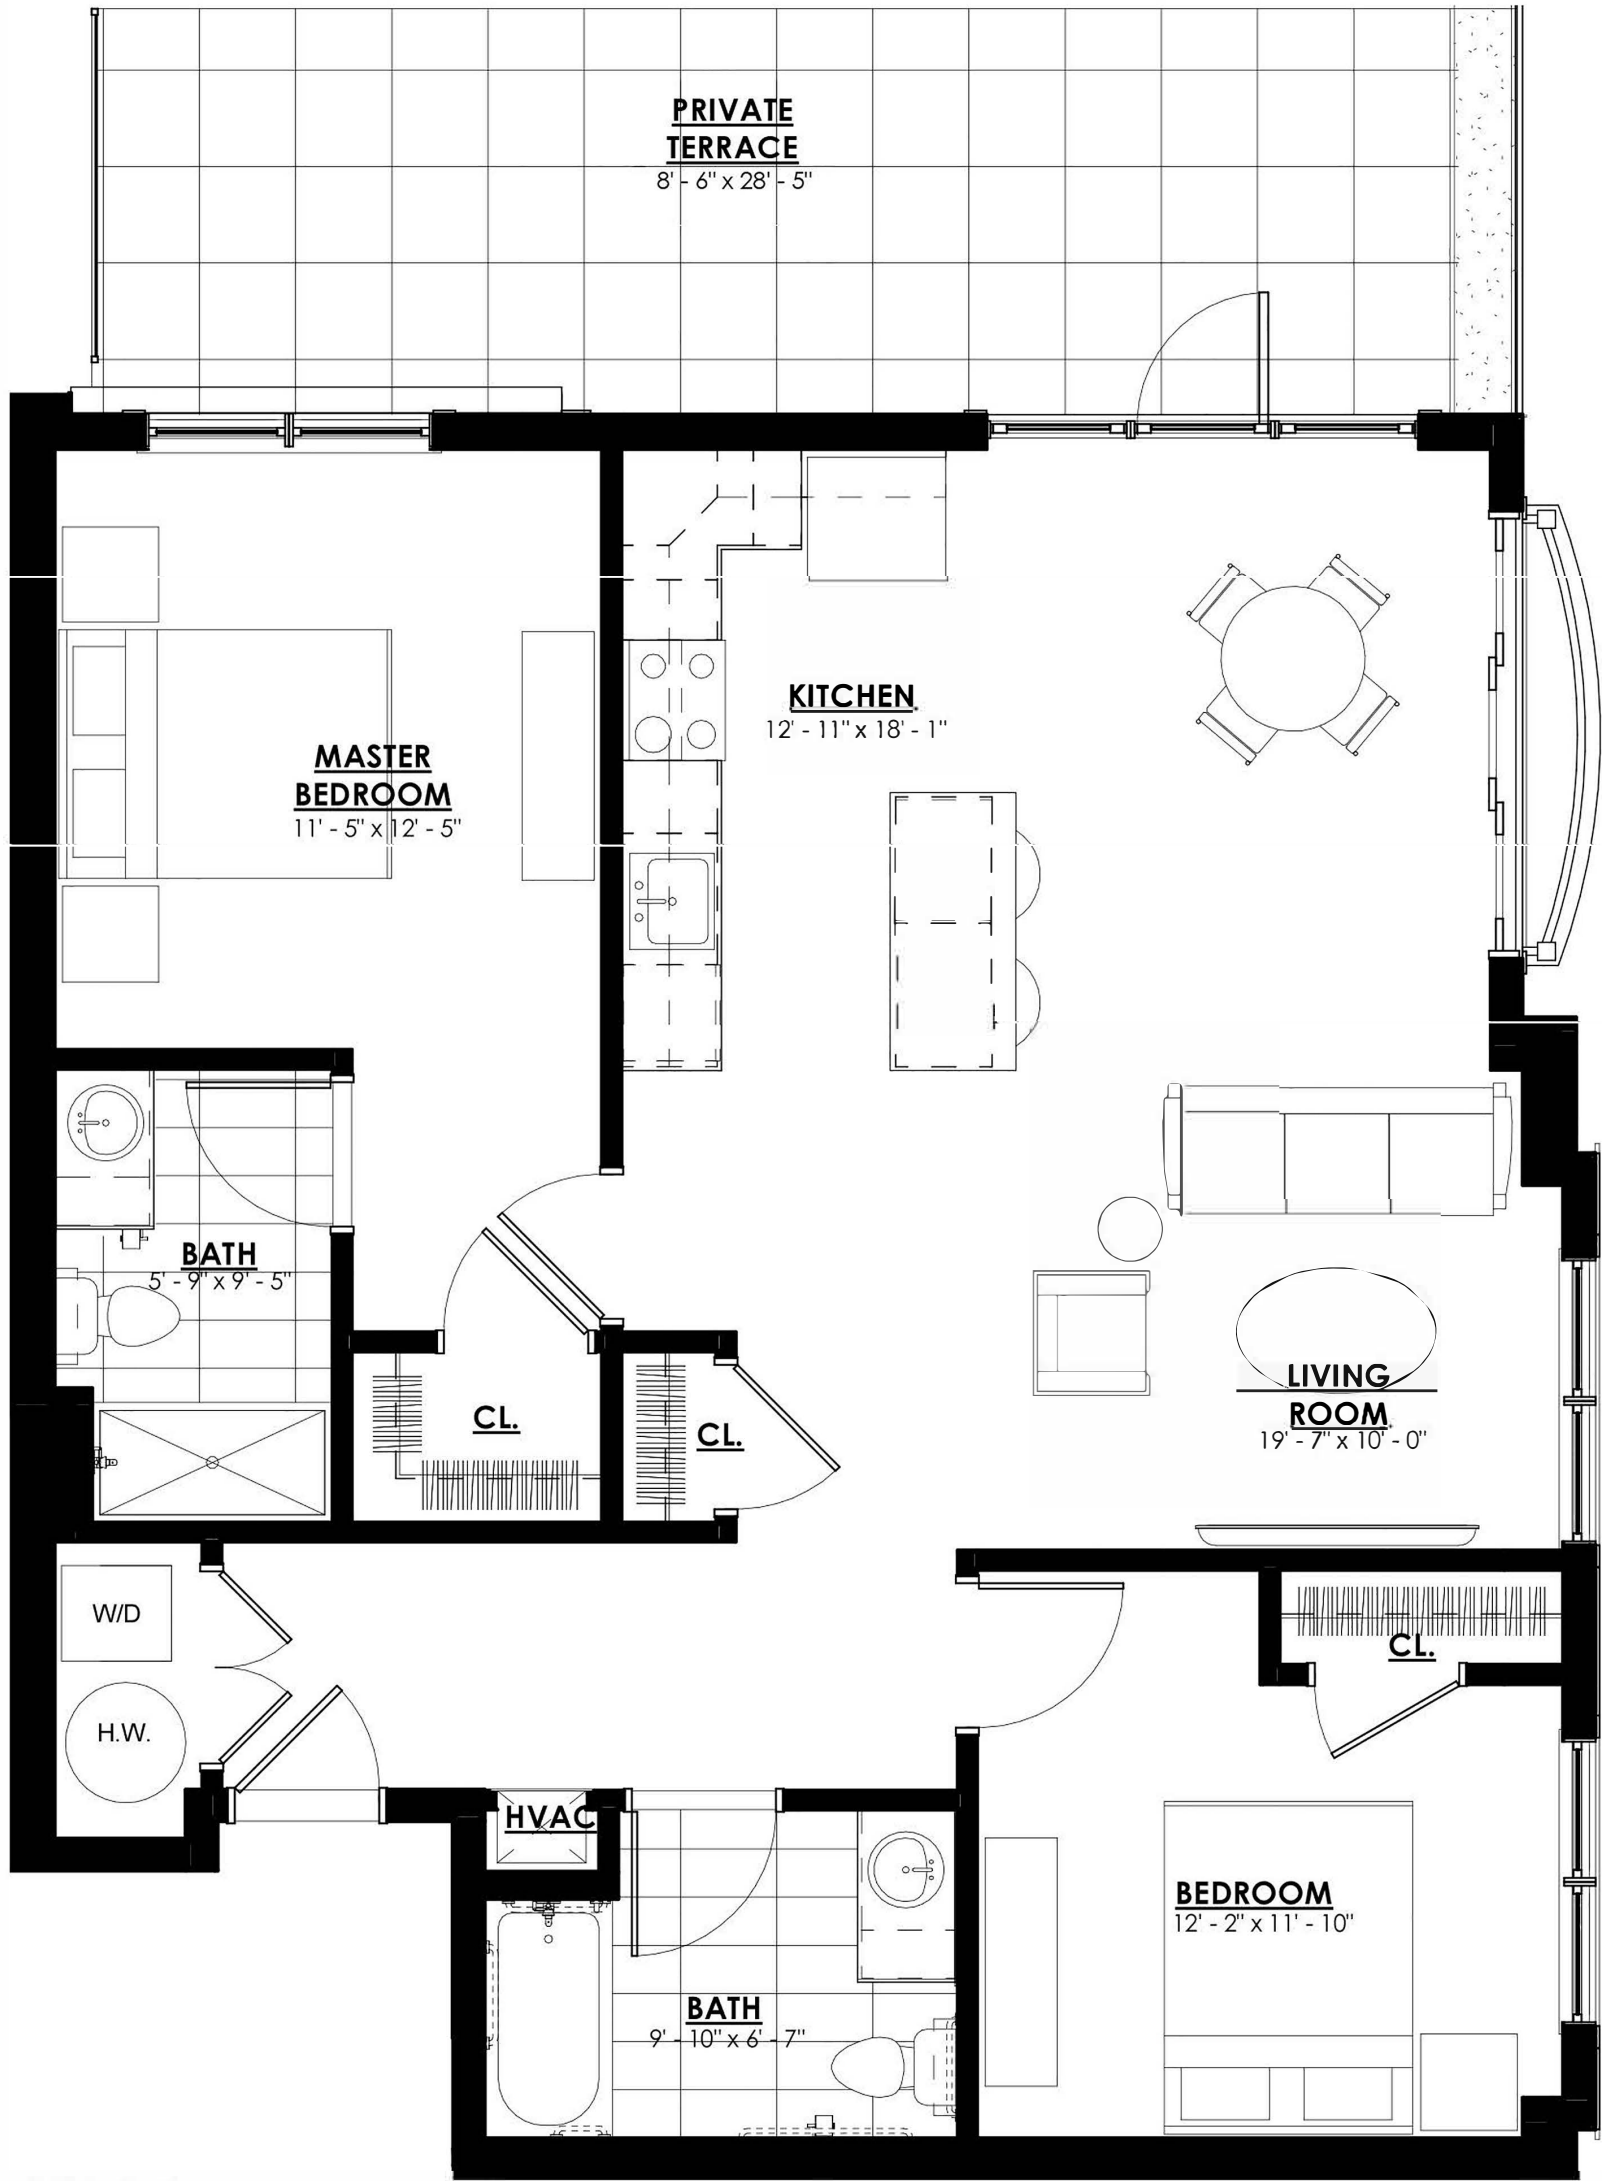 PRIVATE
TERRACE
8' - 6" x 28' - 5"
KITCHEN
12' - 11" x 18' - 1"
MASTER
BEDROOM
11' - 5" x 12' - 5"
BATH
5' - 9" x 9' - 5"
LIVING
ROOM
19' - 7" x 10' - 0"
CL.
CL.
W/D
CL.
H.W.
HVAC
BEDROOM
12' - 2" x 11' - 10"
BATH
9' - 10" x 6' - 7"